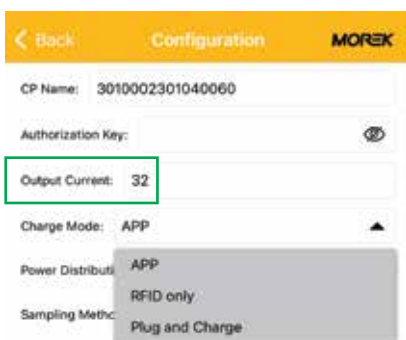 Back Configuration MOREK
CP Name: 3010002301040060
Authorization Key:
Output Current: 32
Charge Mode: APP
Power Distributi APP
RFID only
Sampling Metho
Plug and Charge